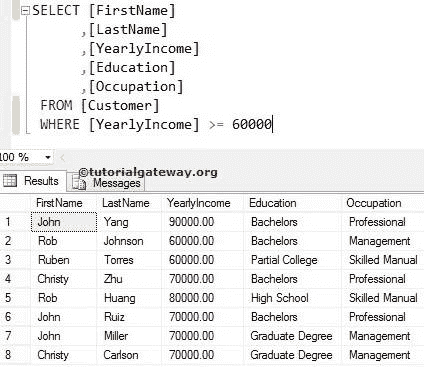 SELECT [FirstName]
,[LastName]
,[YearlyIncome]
,[Education]
,[Occupation]
FROM [Customer]
WHERE [YearlyIncome] >= 60000
100 %
©tutorialgateway.org
Results Messages
FirstName LastName YearlyIncome Education Occupation
1 John Yang 90000.00 Bachelors Professional
2 Rob Johnson 60000.00 Bachelors Management
3 Ruben Torres 60000.00 Partial College Skilled Manual
4 Christy Zhu 70000.00 Bachelors Professional
5 Rob Huang 80000.00 High School Skilled Manual
6 John Ruiz 70000.00 Bachelors Professional
7 John Miller 70000.00 Graduate Degree Management
8 Christy Carlson 70000.00 Graduate Degree Management